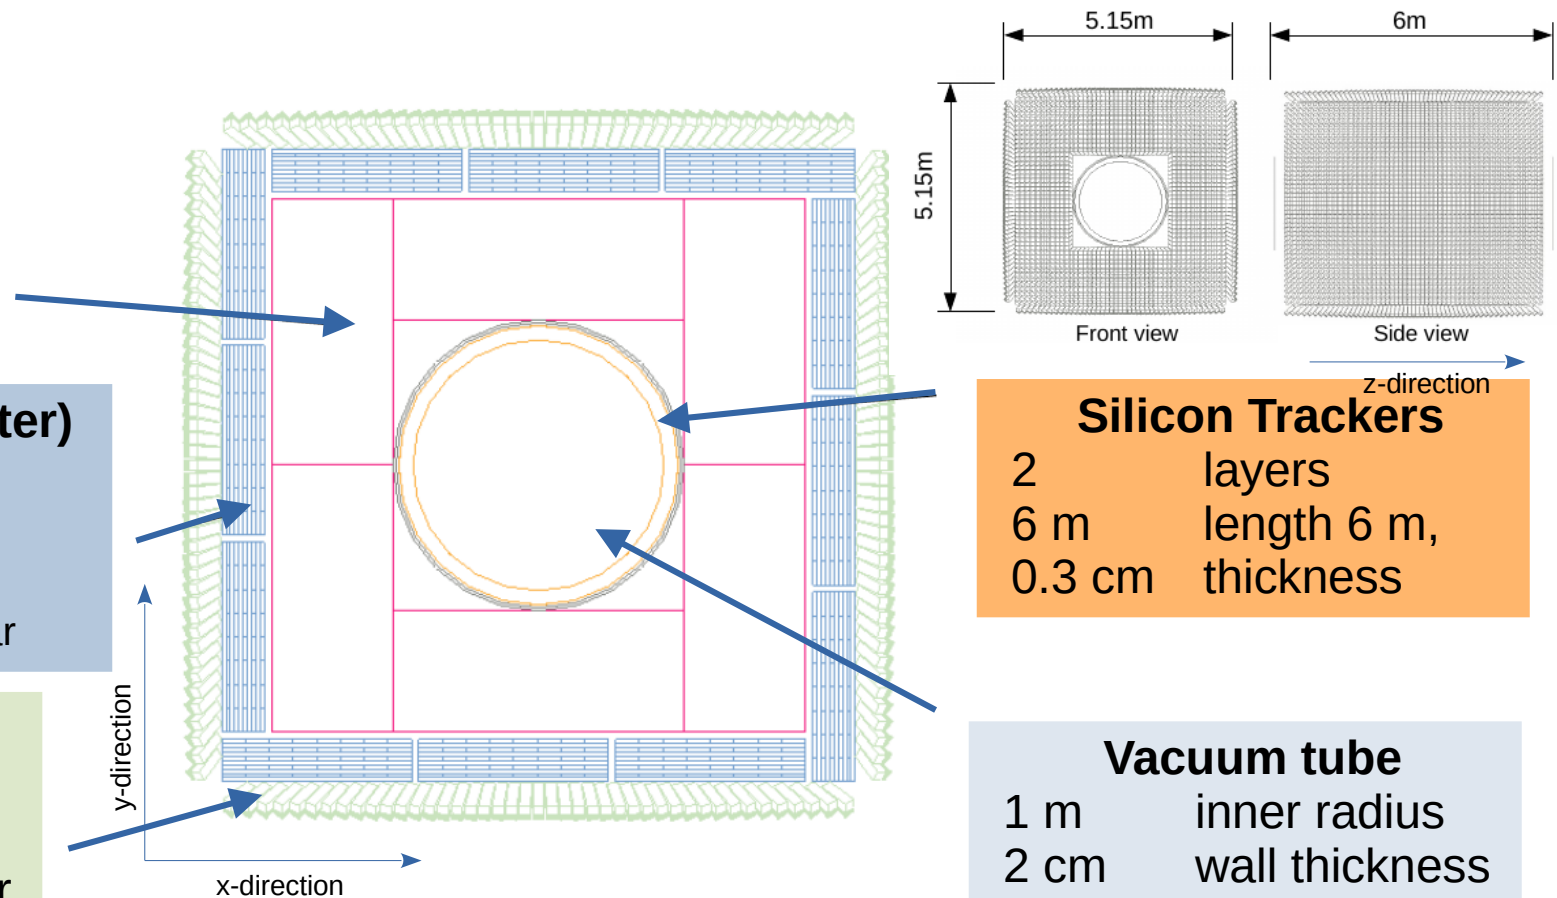 5.15m
6m
5.15m
Front view
Side view
z-direction
ter)
ar
r
y-direction
x-direction
Silicon Trackers
2 layers
6 m length 6 m,
0.3 cm thickness
Vacuum tube
1 m inner radius
2 cm wall thickness